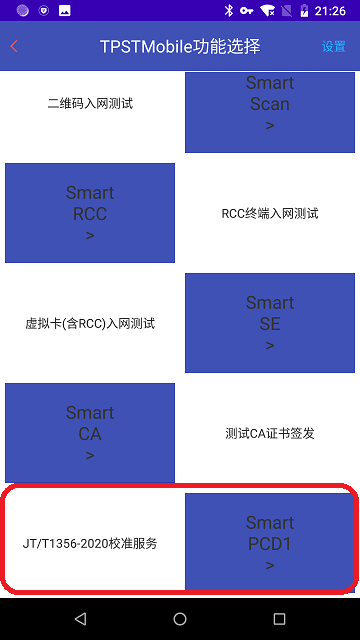 21:26
TPSTMobile功能选择
设置
二维码入网测试
Smart
Scan
>
Smart
RCC
>
RCC终端入网测试
虚拟卡(含RCC)入网测试
Smart
SE
>
Smart
CA
>
测试CA证书签发
JT/T1356-2020校准服务
Smart
PCD1
>